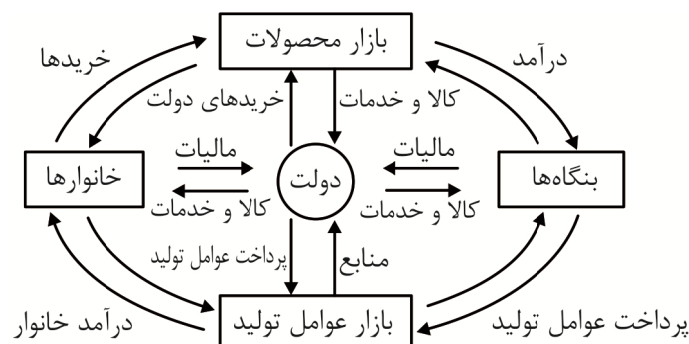 بازار محصولات
خریدها
درآمد
خریدهای دولت
کالا و خدمات
مالیات
مالیات
خانوارها
دولت
بنگاه‌ها
کالا و خدمات
کالا و خدمات
پرداخت عوامل تولید
منابع
درآمد خانوار
بازار عوامل تولید
پرداخت عوامل تولید